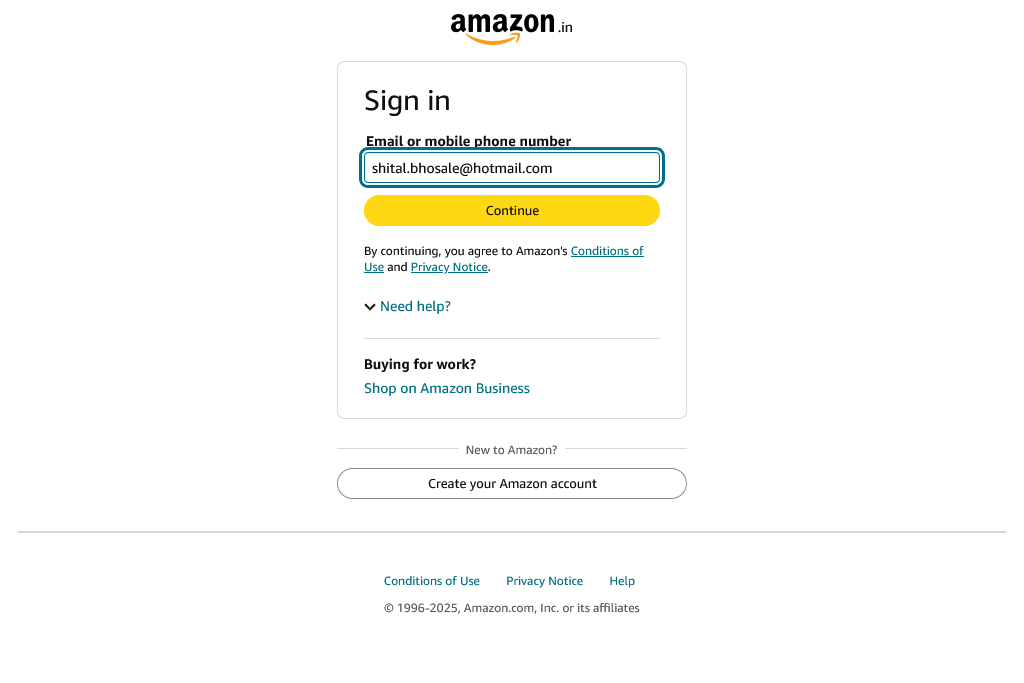 amazon.in
Sign in
Email or mobile phone number
shital.bhosale@hotmail.com
Continue
By continuing, you agree to Amazon's Conditions of
Use and Privacy Notice.
Need help?
Buying for work?
Shop on Amazon Business
New to Amazon?
Create your Amazon account
Conditions of Use Privacy Notice Help
© 1996-2025, Amazon.com, Inc. or its affiliates